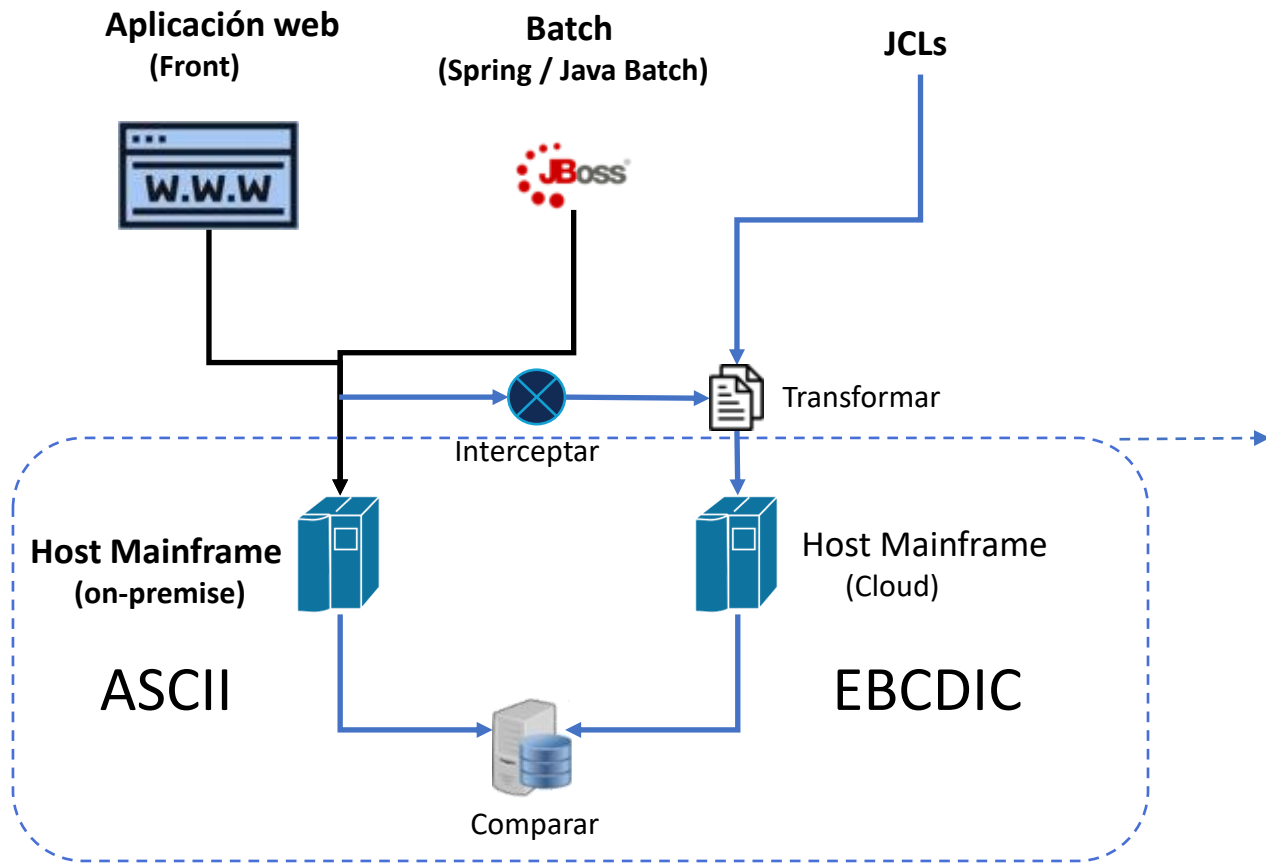 Aplicación web
(Front)
Batch
(Spring / Java Batch)
JCLs
W.W.W
JBoss
Transformar
Interceptar
Host Mainframe
(on-premise)
Host Mainframe
(Cloud)
ASCII
EBCDIC
Comparar